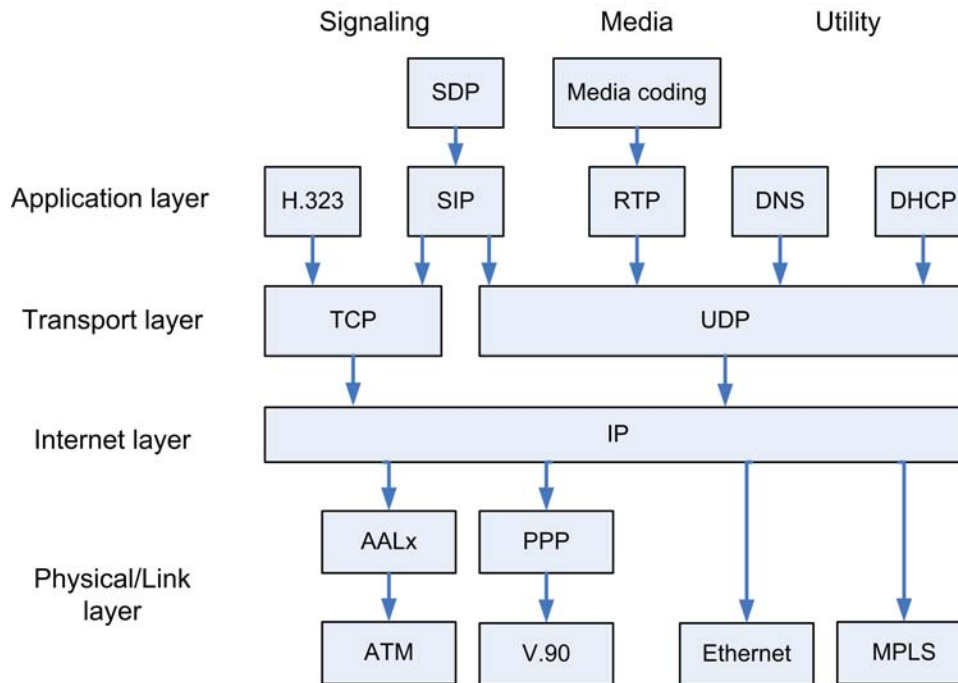 Signaling
Media
Utility
SDP
Media coding
Application layer
H.323
SIP
RTP
DNS
DHCP
Transport layer
TCP
UDP
Internet layer
IP
AALx
PPP
Physical/Link
layer
ATM
V.90
Ethernet
MPLS